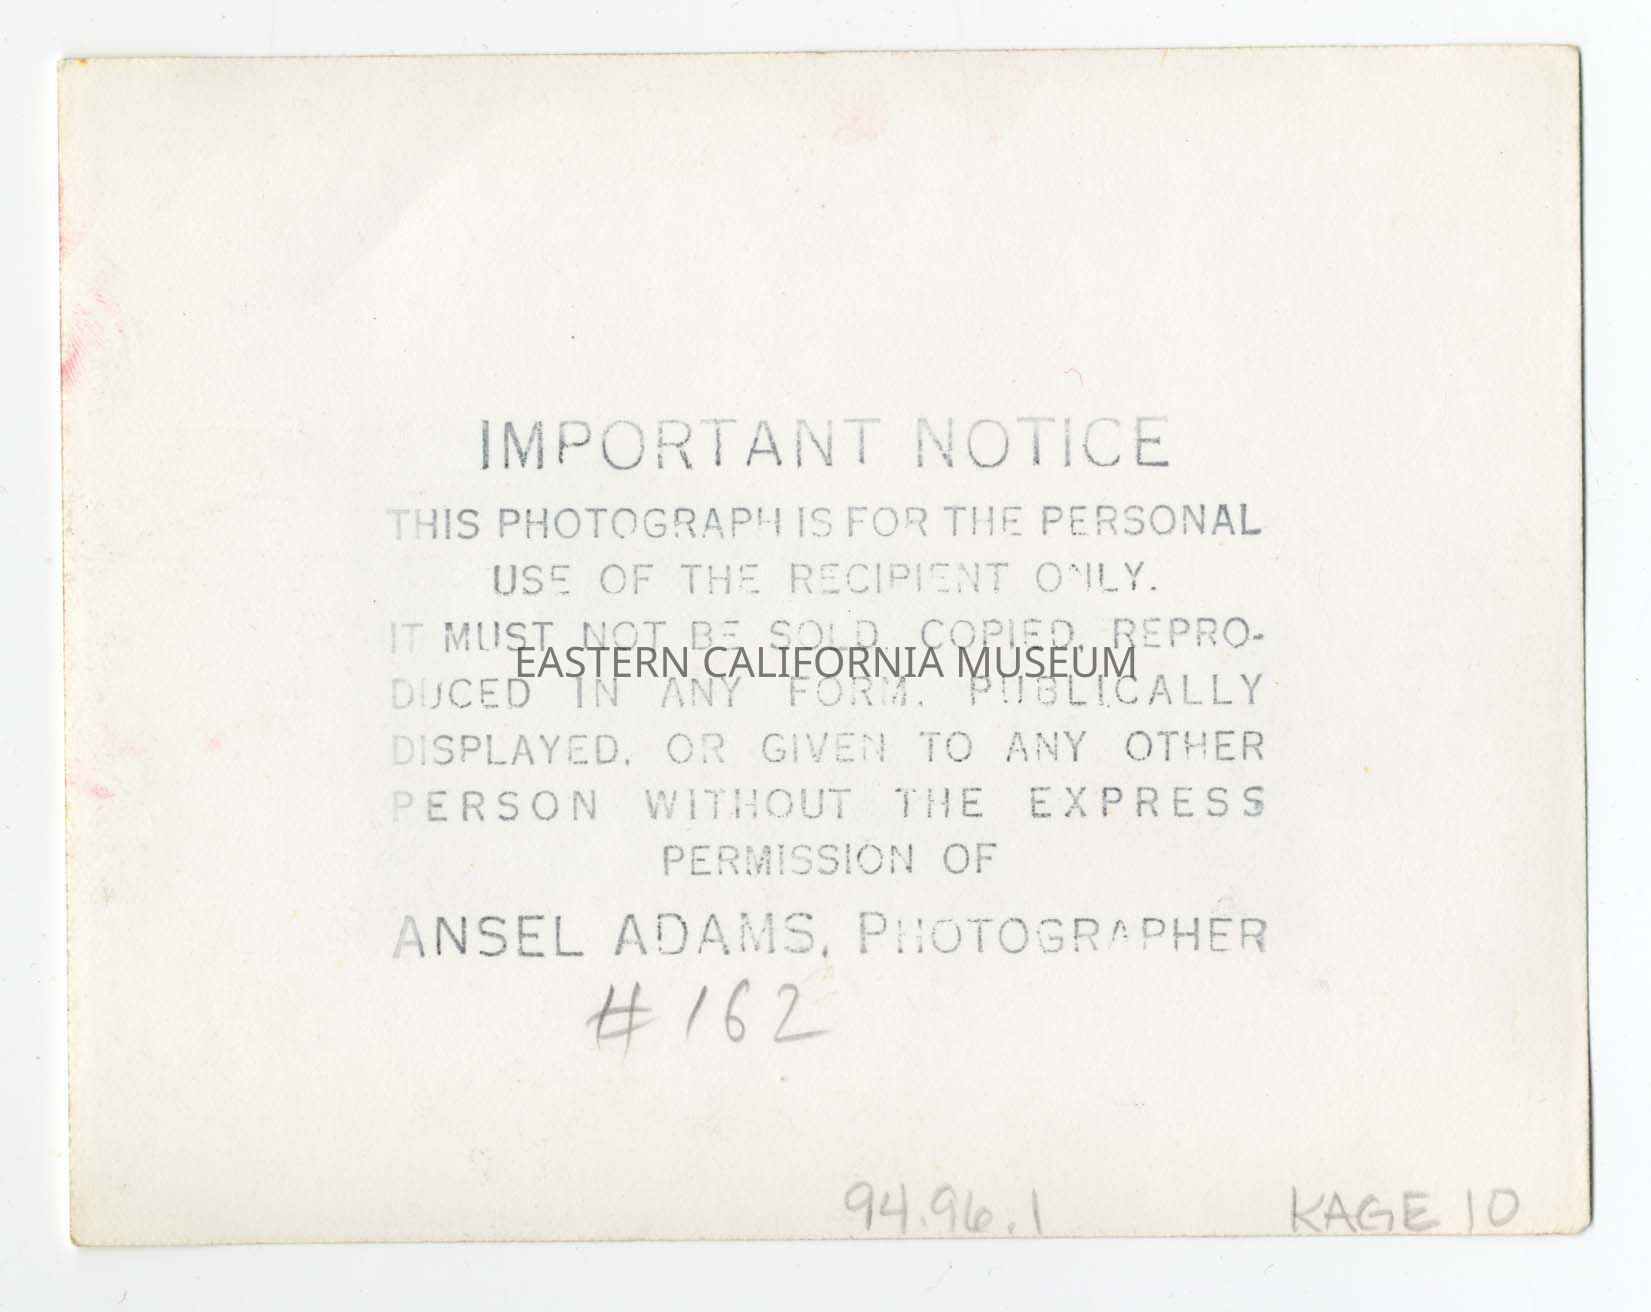 IMPORTANT NOTICE
THIS PHOTOGRAPH IS FOR THE PERSONAL
USE OF THE RECIPIENT ONLY.
IT MUST NOT BE SOLD, COPIED, REPRO-
EASTERN CALIFORNIA MUSEUM
DUCED IN ANY FORM, PUBLICALLY
DISPLAYED, OR GIVEN TO ANY OTHER
PERSON WITHOUT THE EXPRESS
PERMISSION OF
ANSEL ADAMS, PHOTOGRAPHER
# 162
94.96.1 KAGE 10